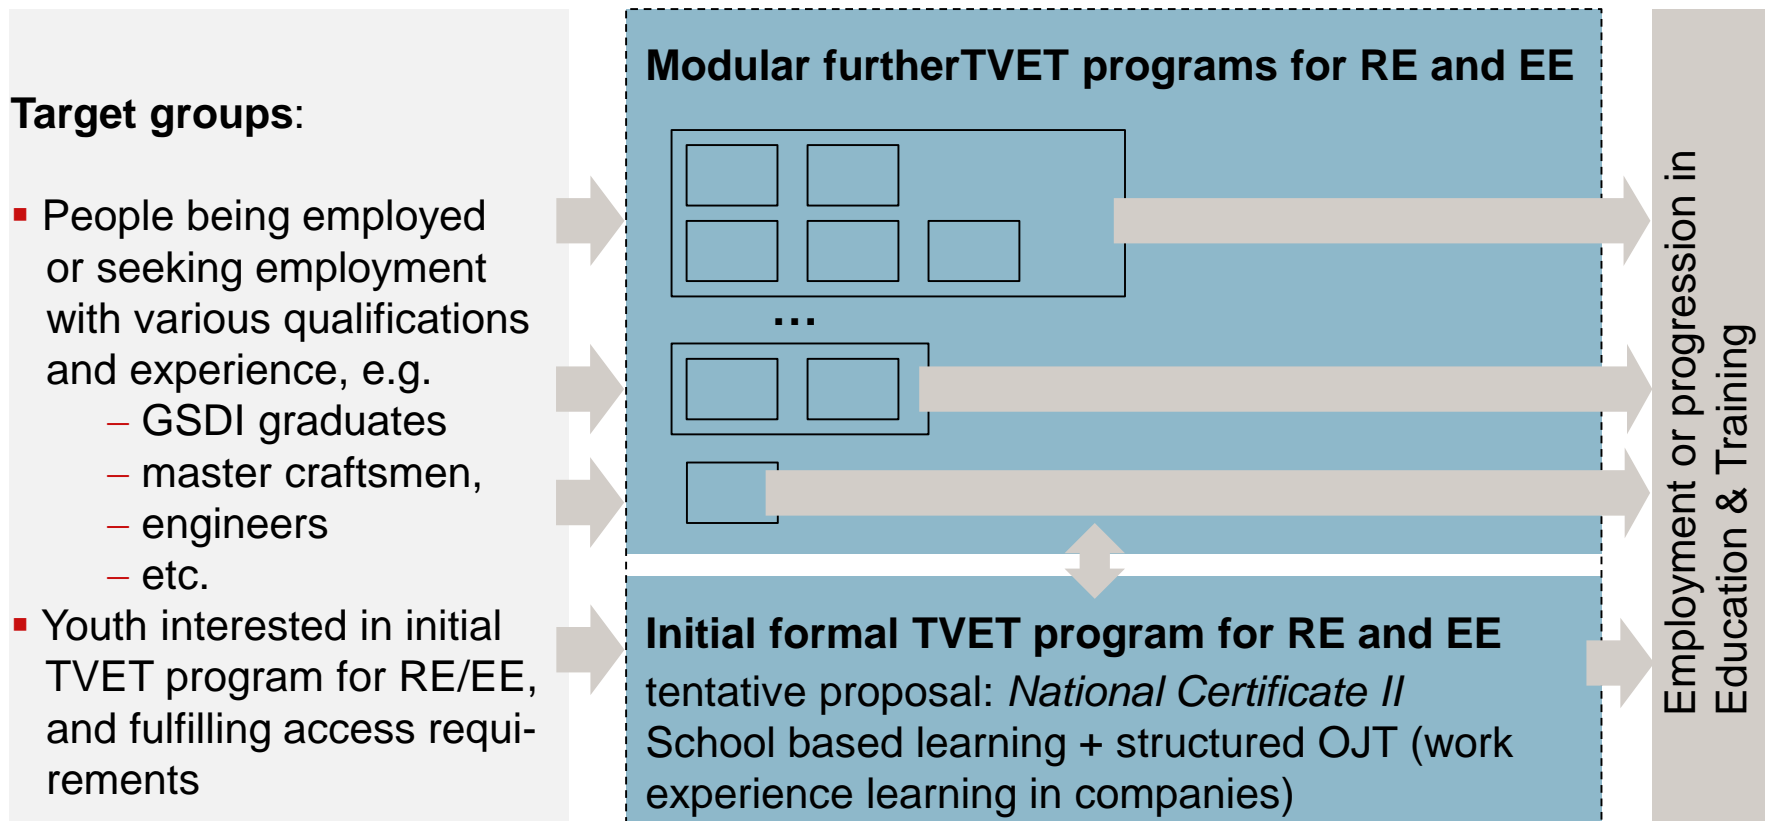 Target groups:
▪ People being employed
or seeking employment
with various qualifications
and experience, e.g.
– GSDI graduates
– master craftsmen,
– engineers
– etc.
▪ Youth interested in initial
TVET program for RE/EE,
and fulfilling access requi-
rements
Modular furtherTVET programs for RE and EE
...
Initial formal TVET program for RE and EE
tentative proposal: National Certificate II
School based learning + structured OJT (work
experience learning in companies)
Employment or progression in
Education & Training